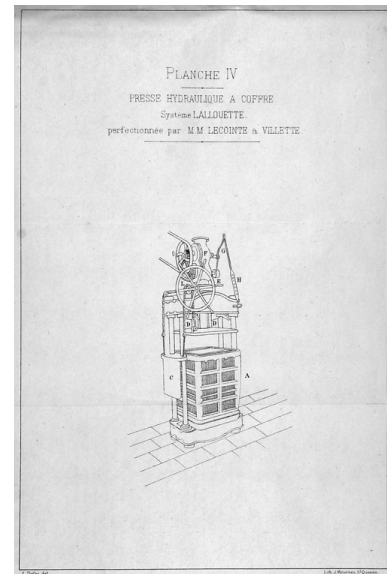 PLANCHE IV
PRESSE HYDRAULIQUE A COFFRE
Système LALLOUETTE.
perfectionnée par M.M. LECOINTE & VILLETTE
F
G
H
E
D
D
C
A